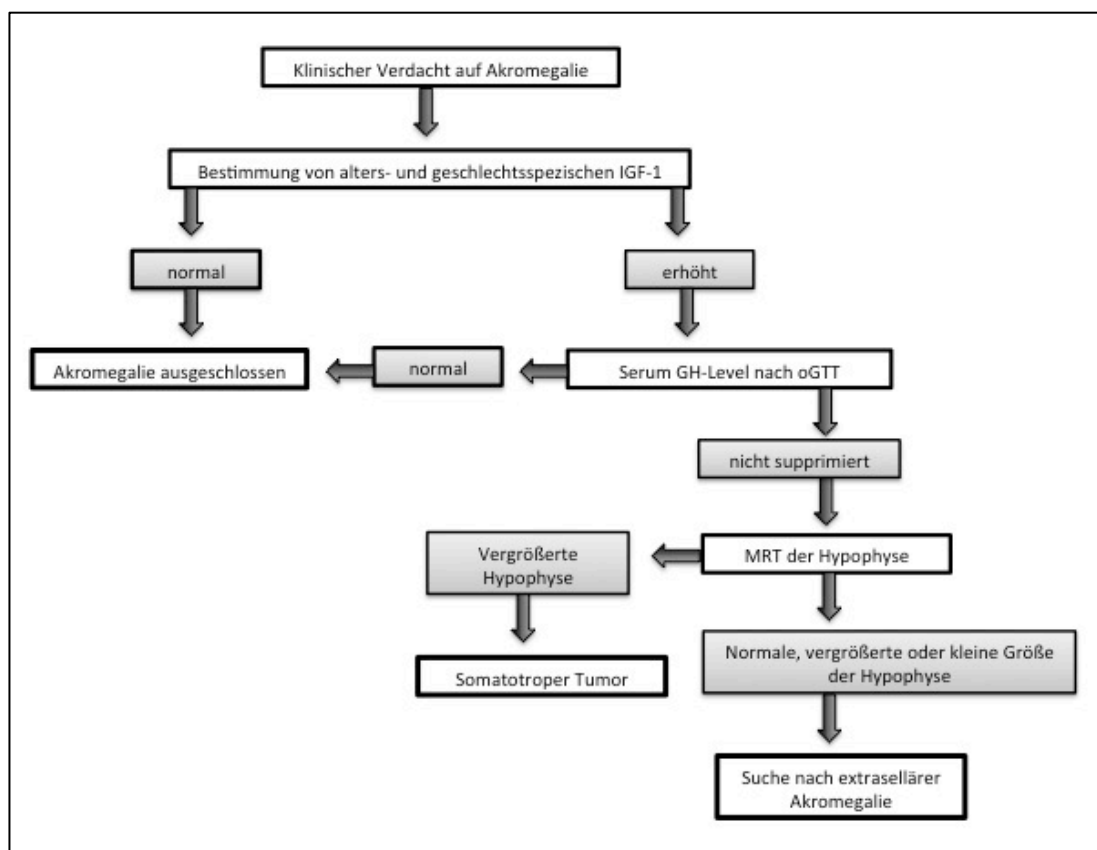 Klinischer Verdacht auf Akromegalie
Bestimmung von alters- und geschlechtsspezischen IGF-1
normal
erhöht
Akromegalie ausgeschlossen
normal
Serum GH-Level nach oGTT
nicht supprimiert
Vergrößerte
Hypophyse
MRT der Hypophyse
Somatotroper Tumor
Normale, vergrößerte oder kleine Größe
der Hypophyse
Suche nach extrasellärer
Akromegalie